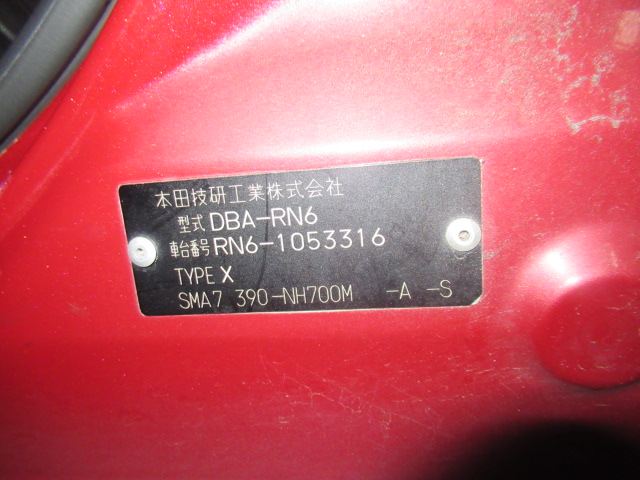 本田技研工業株式会社
型式 DBA-RN6
車台番号 RN6-1053316
TYPE X
SMA7 390-NH700M -A -S